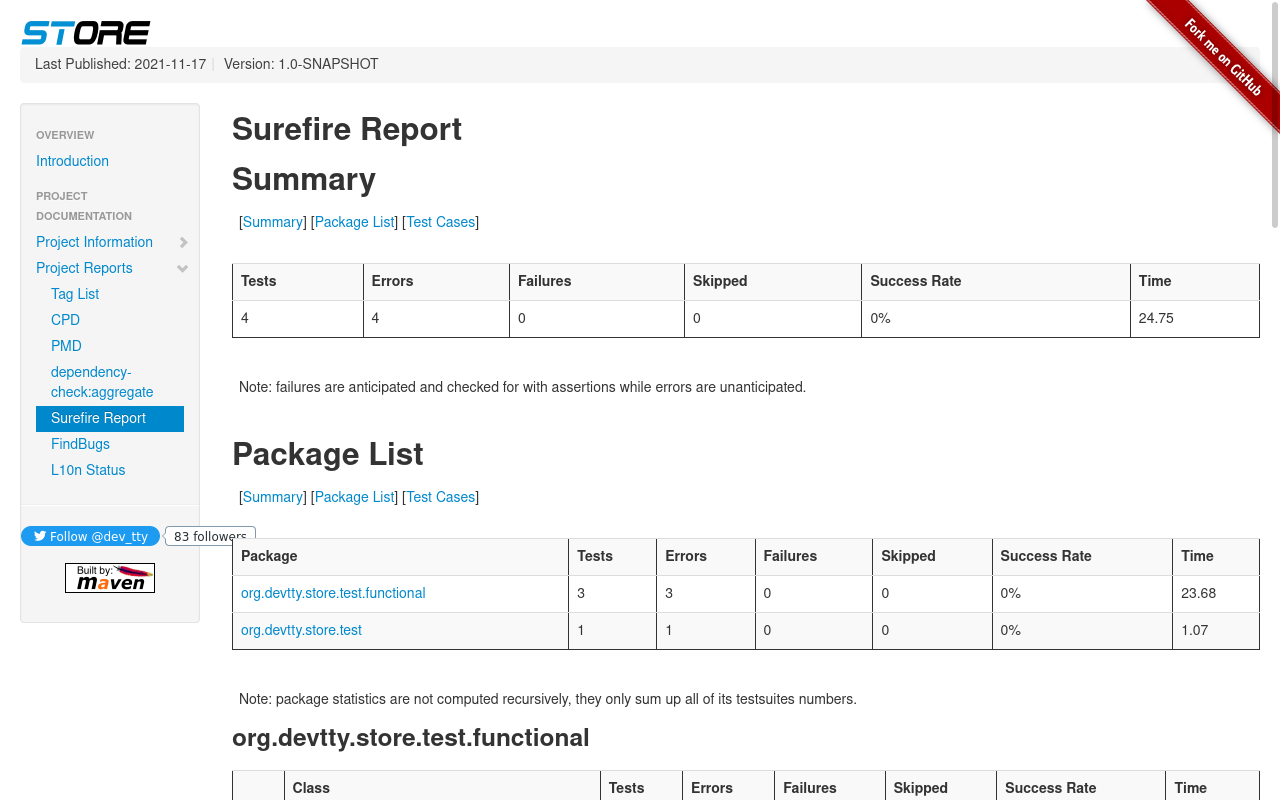 STORE
Fork me on GitHub
Last Published: 2021-11-17 | Version: 1.0-SNAPSHOT
OVERVIEW
Introduction
PROJECT
DOCUMENTATION
Project Information
Project Reports
Tag List
CPD
PMD
dependency-
check:aggregate
Surefire Report
FindBugs
L10n Status
Follow @dev_tty 83 followers
Built by:
maven
Surefire Report
Summary
[Summary] [Package List] [Test Cases]
Tests Errors Failures Skipped Success Rate Time
4 4 0 0 0% 24.75
Note: failures are anticipated and checked for with assertions while errors are unanticipated.
Package List
[Summary] [Package List] [Test Cases]
Package Tests Errors Failures Skipped Success Rate Time
org.devtty.store.test.functional 3 3 0 0 0% 23.68
org.devtty.store.test 1 1 0 0 0% 1.07
Note: package statistics are not computed recursively, they only sum up all of its testsuites numbers.
org.devtty.store.test.functional
Class Tests Errors Failures Skipped Success Rate Time